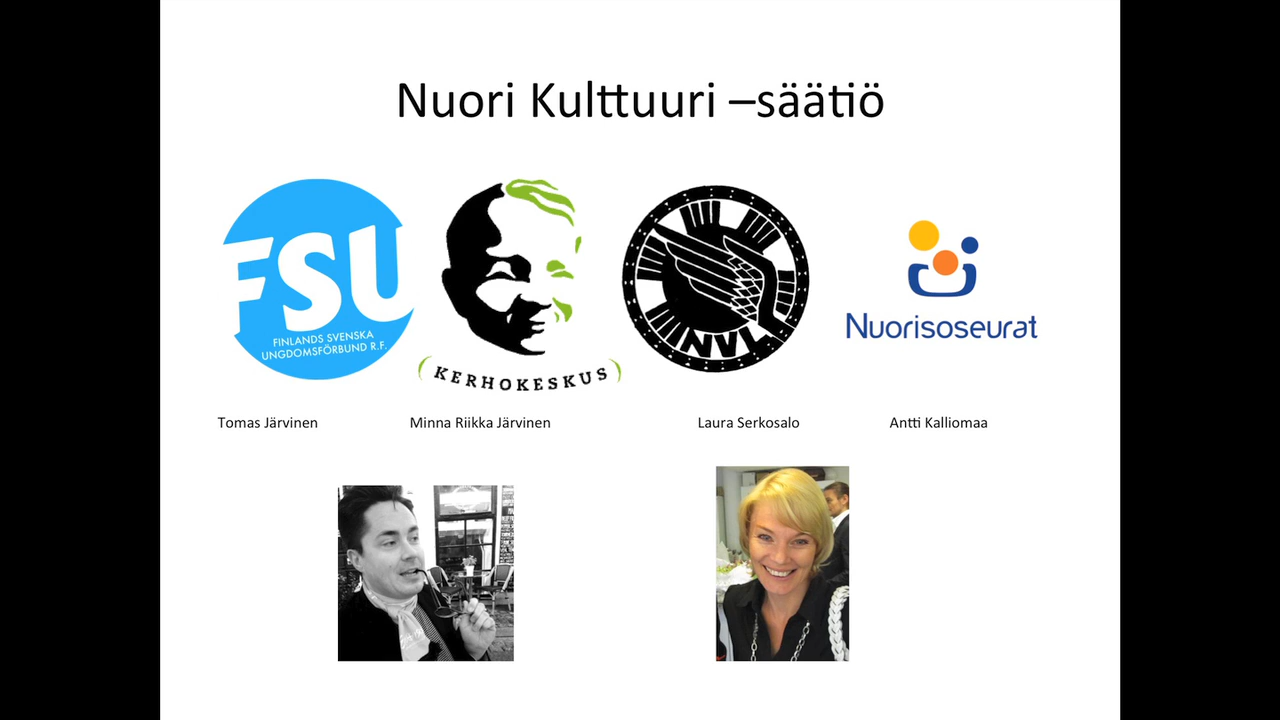 Nuori Kulttuuri –säätiö
FSU
FINLANDS SVENSKA
UNGDOMSFÖRBUND R.F.
(KERHOKESKUS)
NVL
Nuorisoseurat
Tomas Järvinen
Minna Riikka Järvinen
Laura Serkosalo
Antti Kalliomaa